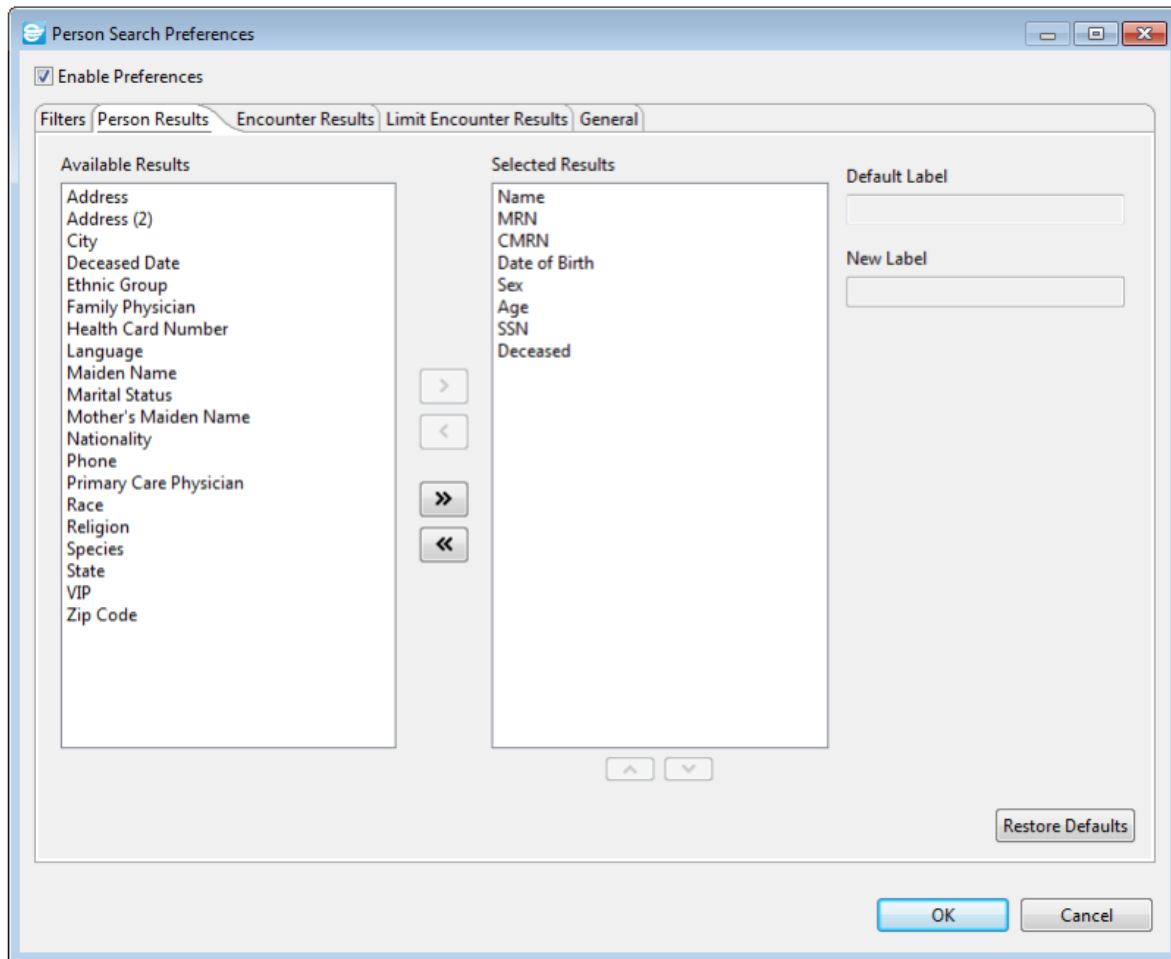 Person Search Preferences
Enable Preferences
Filters Person Results Encounter Results Limit Encounter Results General
Available Results
Address
Address (2)
City
Deceased Date
Ethnic Group
Family Physician
Health Card Number
Language
Maiden Name
Marital Status
Mother's Maiden Name
Nationality
Phone
Primary Care Physician
Race
Religion
Species
State
VIP
Zip Code
Selected Results
Name
MRN
CMRN
Date of Birth
Sex
Age
SSN
Deceased
Default Label
New Label
Restore Defaults
OK Cancel